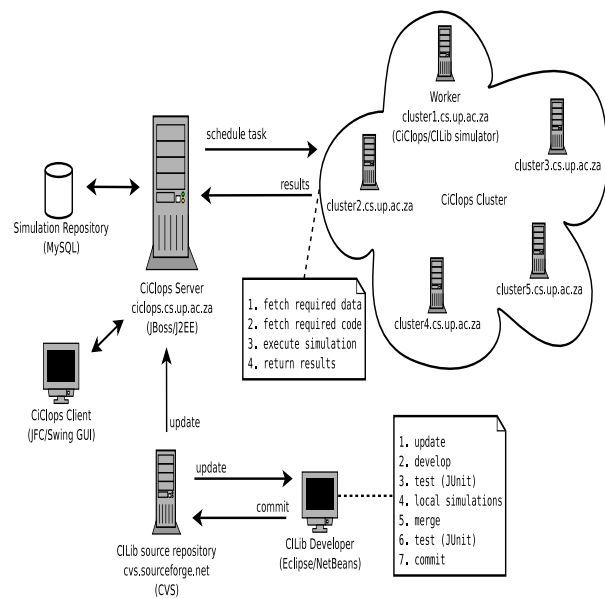 Worker
cluster1.cs.up.ac.za
(CiClops/CILib simulator)
cluster3.cs.up.ac.za
cluster2.cs.up.ac.za
CiClops Cluster
cluster5.cs.up.ac.za
cluster4.cs.up.ac.za
schedule task
results
Simulation Repository
(MySQL)
CiClops Server
ciclops.cs.up.ac.za
(JBoss/J2EE)
1. fetch required data
2. fetch required code
3. execute simulation
4. return results
CiClops Client
(JFC/Swing GUI)
update
update
commit
CILib source repository
cvs.sourceforge.net
(CVS)
CILib Developer
(Eclipse/NetBeans)
1. update
2. develop
3. test (JUnit)
4. local simulations
5. merge
6. test (JUnit)
7. commit